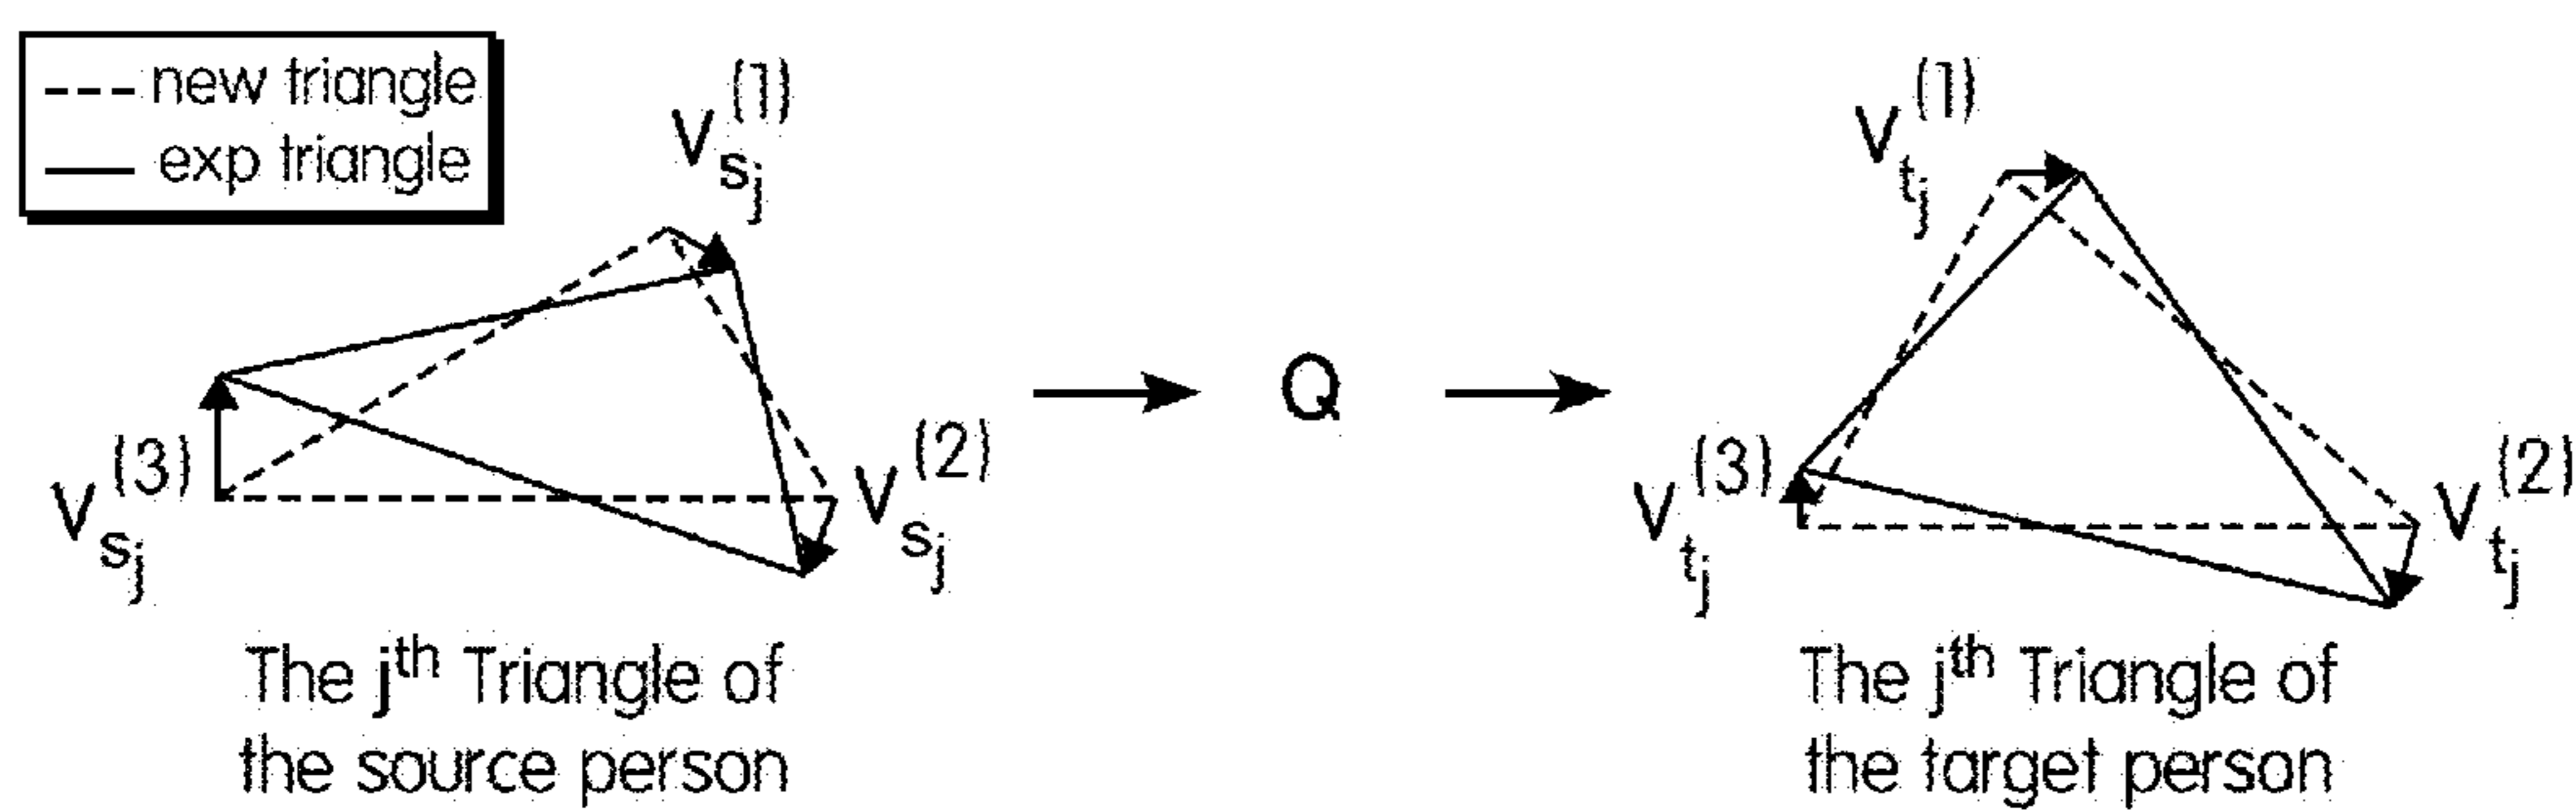 new triangle
exp triangle
V_{s_j}^{(1)}
V_{s_j}^{(3)}
V_{s_j}^{(2)}
The j^{th} Triangle of
the source person
Q
V_{t_j}^{(1)}
V_{t_j}^{(3)}
V_{t_j}^{(2)}
The j^{th} Triangle of
the target person